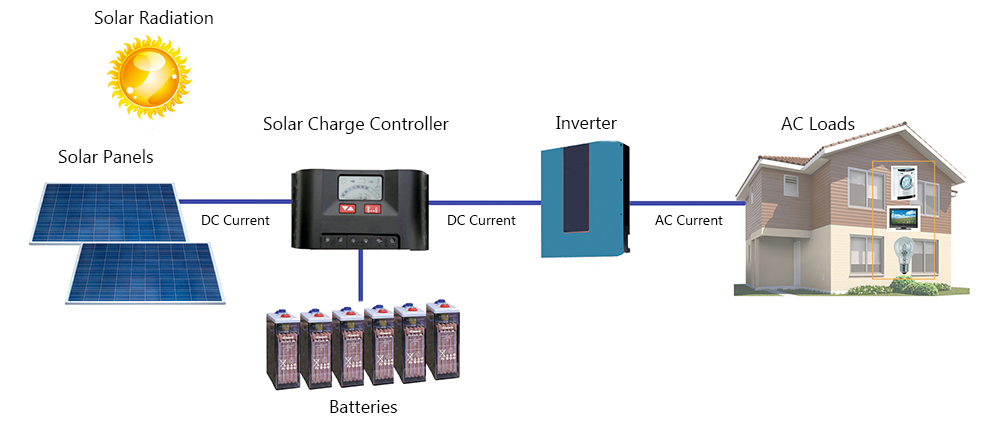 Solar Radiation
Solar Charge Controller
Inverter
AC Loads
Solar Panels
DC Current
DC Current
AC Current
Batteries